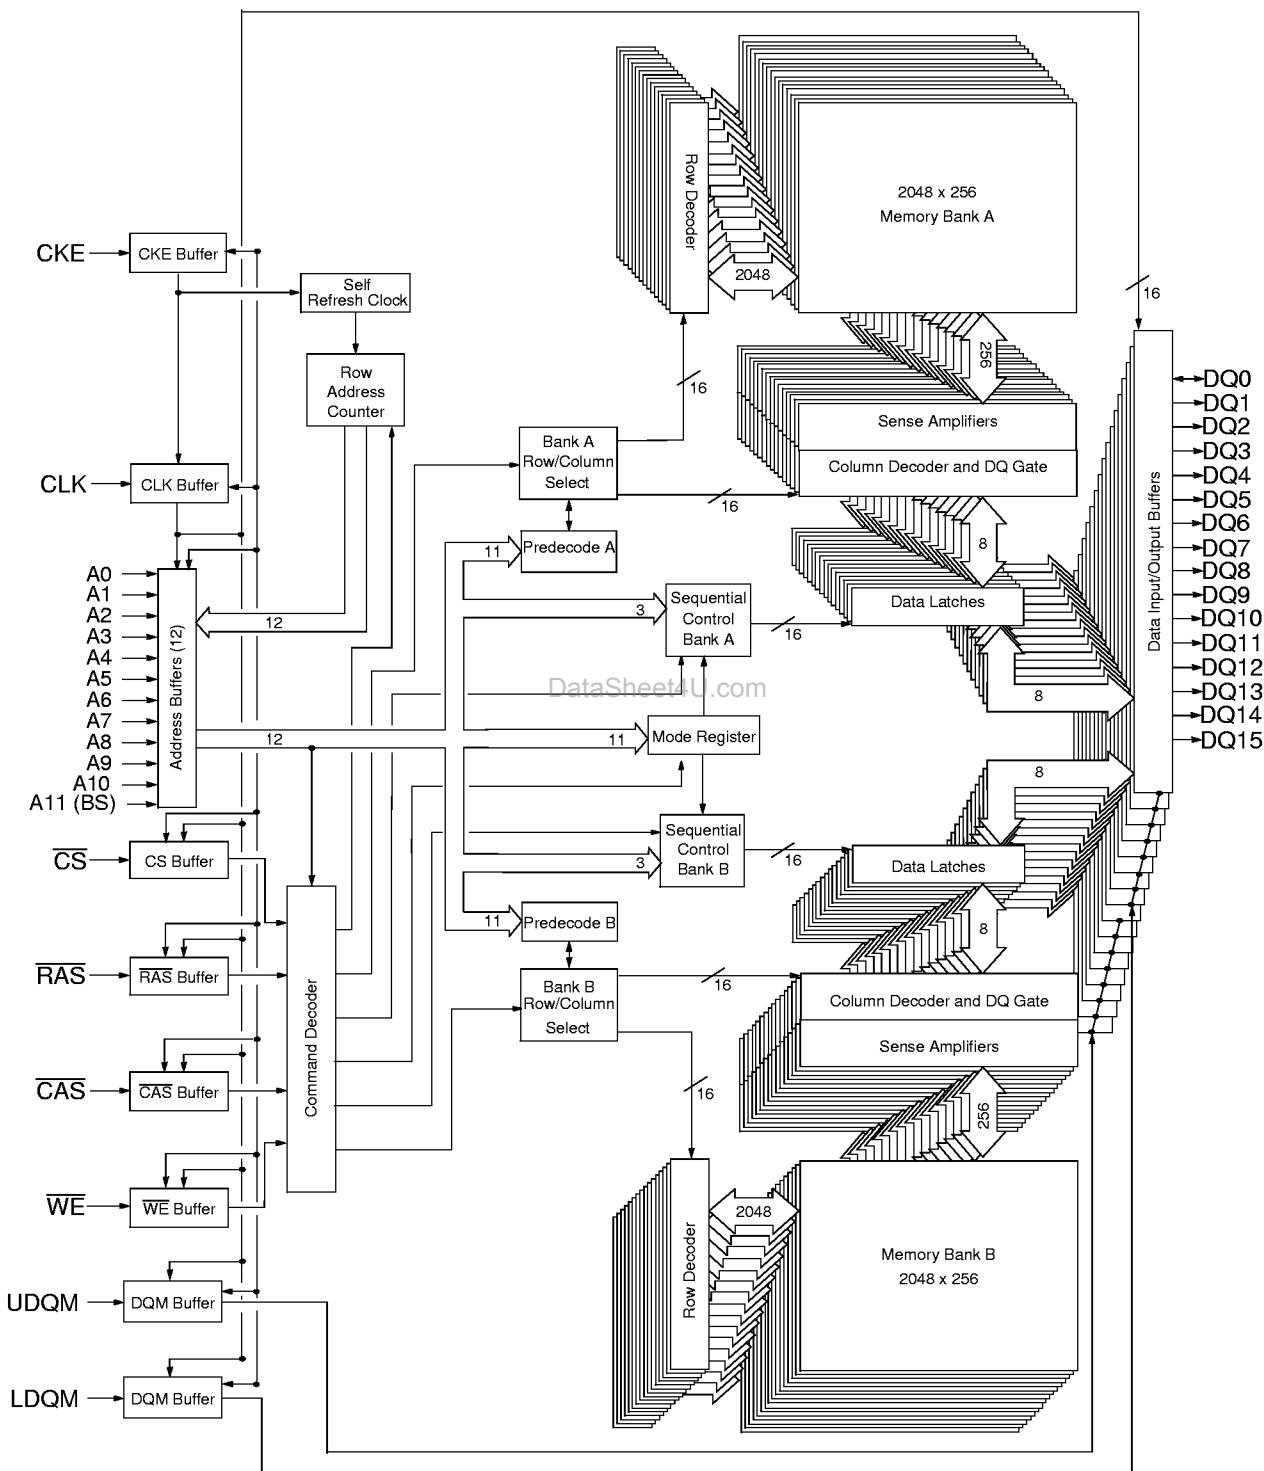 2048 x 256
Memory Bank A
Row Decoder
2048
CKE
CKE Buffer
Self
Refresh Clock
16
256
Row
Address
Counter
16
DQ0
DQ1
DQ2
DQ3
DQ4
DQ5
DQ6
DQ7
DQ8
DQ9
DQ10
DQ11
DQ12
DQ13
DQ14
DQ15
Data Input/Output Buffers
Sense Amplifiers
Column Decoder and DQ Gate
Bank A
Row/Column
Select
16
CLK
CLK Buffer
Predecode A
11
8
A0
A1
A2
A3
A4
A5
A6
A7
A8
A9
A10
A11 (BS)
Address Buffers (12)
12
12
3
Sequential
Control
Bank A
16
Data Latches
8
DataSheet4U.com
11
Mode Register
8
Sequential
Control
Bank B
3
16
Data Latches
CS
CS Buffer
11
Predecode B
8
RAS
RAS Buffer
Bank B
Row/Column
Select
16
Column Decoder and DQ Gate
Sense Amplifiers
Command Decoder
CAS
CAS Buffer
16
256
WE
WE Buffer
Row Decoder
2048
Memory Bank B
2048 x 256
UDQM
DQM Buffer
LDQM
DQM Buffer